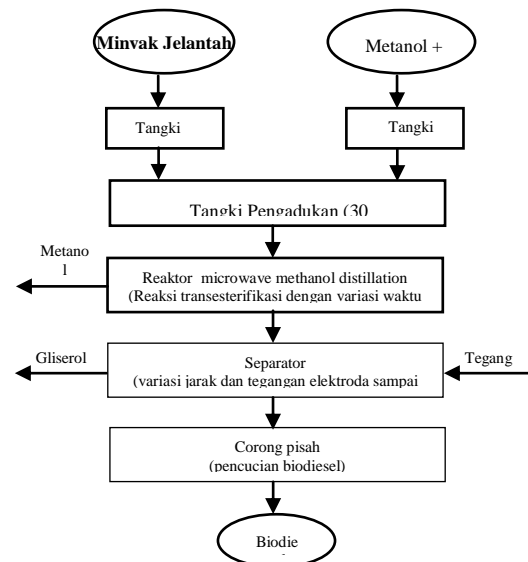 Minyak Jelantah
Metanol +
Tangki
Tangki
Tangki Pengadukan (30
Metano
l
Reaktor microwave methanol distillation
(Reaksi transesterifikasi dengan variasi waktu
Gliserol
Separator
(variasi jarak dan tegangan elektroda sampai
Tegang
Corong pisah
(pencucian biodiesel)
Biodie